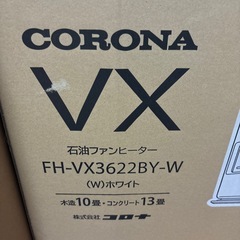 CORONA
VX
石油ファンヒーター
FH-VX3622BY-W
(W)ホワイト
木造10畳・コンクリート13畳
株式会社コロナ